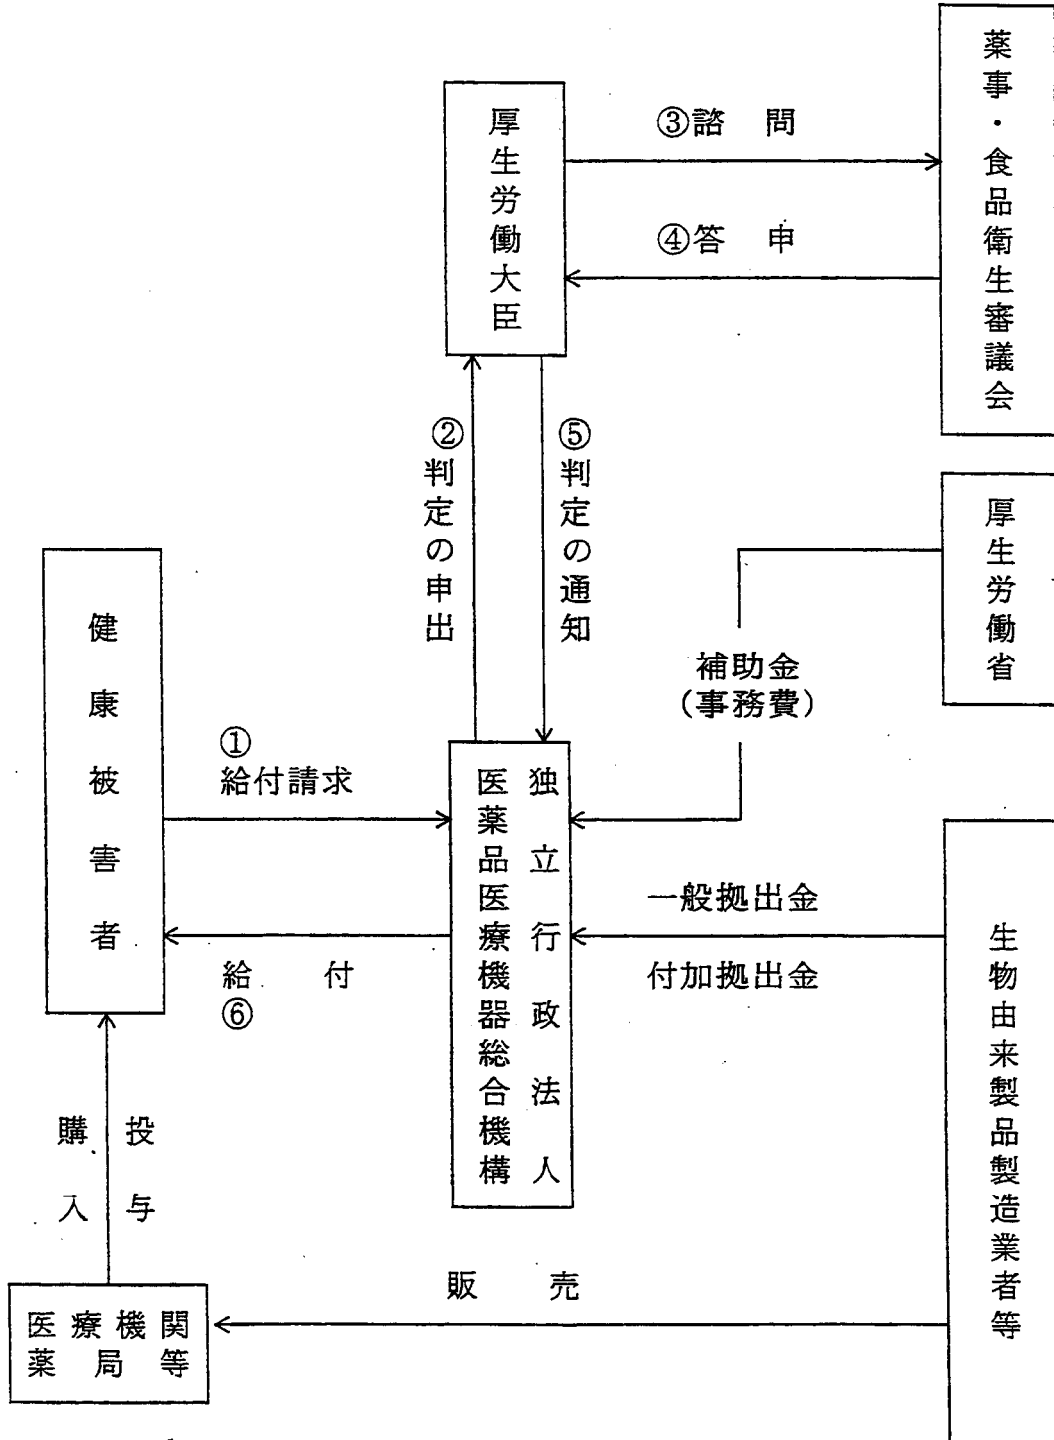 薬事・食品衛生審議会
厚生労働大臣
③諮 問
④答 申
②判定の申出
⑤判定の通知
厚生労働省
補助金
(事務費)
健康被害者
①
給付請求
独立行政法人
医薬品医療機器総合機構
一般拠出金
付加拠出金
給 付
⑥
生物由来製品製造業者等
投与
購入
販 売
医療機関
薬局等